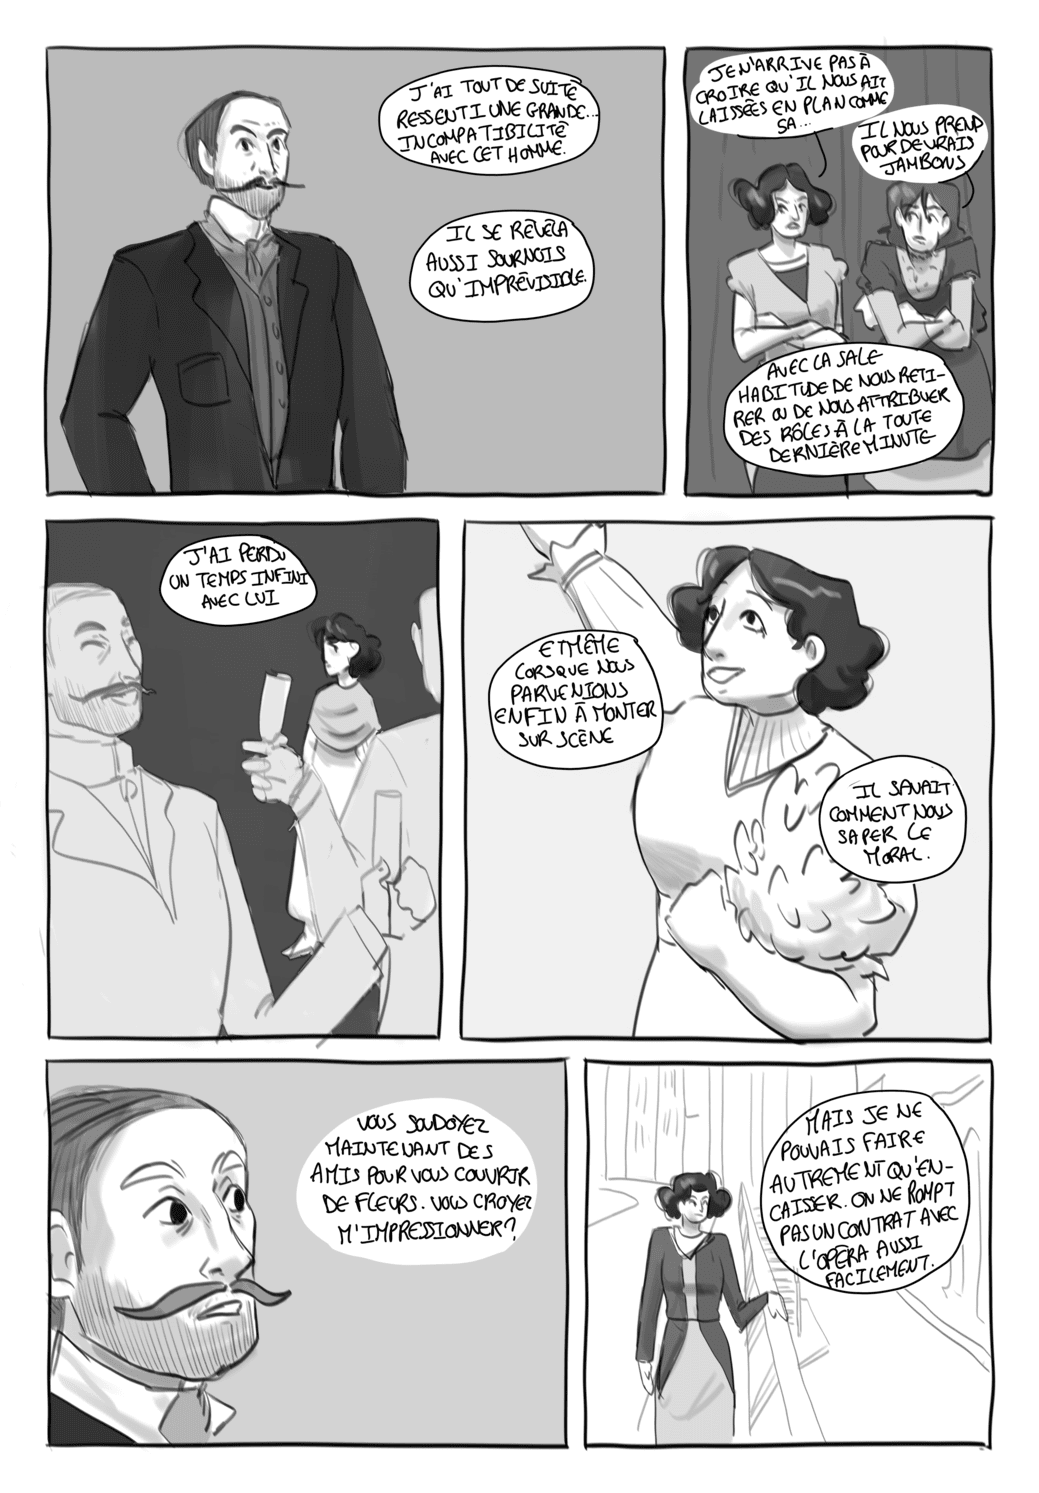 J'AI TOUT DE SUITE
RESSENTI UNE GRANDE...
INCOMPATIBILITÉ
AVEC CET HOMME.
IL SE RÉVÉLA
AUSSI SOURNOIS
QU'IMPRÉVISIBLE.
JE N'ARRIVE PAS À
CROIRE QU'IL NOUS AIT
LAISSÉES EN PLAN COMME
SA...
IL NOUS PREND
POUR DE VRAIS
JAMBONS
AVEC LA SALE
HABITUDE DE NOUS RETI-
RER OU DE NOUS ATTRIBUER
DES RÔLES À LA TOUTE
DERNIÈRE MINUTE
J'AI PERDU
UN TEMPS INFINI
AVEC LUI
ET MÊME
LORSQUE NOUS
PARVENIONS
ENFIN À MONTER
SUR SCÈNE
IL SAVAIT
COMMENT NOUS
SAPER LE
MORAL.
VOUS SOUDOYEZ
MAINTENANT DES
AMIS POUR VOUS COUVRIR
DE FLEURS. VOUS CROYEZ
M'IMPRESSIONNER?
MAIS JE NE
POUVAIS FAIRE
AUTREMENT QU'EN-
CAISSER. ON NE ROMPT
PAS UN CONTRAT AVEC
L'OPÉRA AUSSI
FACILEMENT.